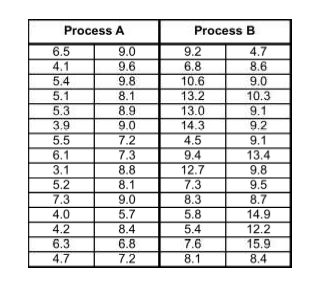 Process A Process B
6.5 9.0 9.2 4.7
4.1 9.6 6.8 8.6
5.4 9.8 10.6 9.0
5.1 8.1 13.2 10.3
5.3 8.9 13.0 9.1
3.9 9.0 14.3 9.2
5.5 7.2 4.5 9.1
6.1 7.3 9.4 13.4
3.1 8.8 12.7 9.8
5.2 8.1 7.3 9.5
7.3 9.0 8.3 8.7
4.0 5.7 5.8 14.9
4.2 8.4 5.4 12.2
6.3 6.8 7.6 15.9
4.7 7.2 8.1 8.4